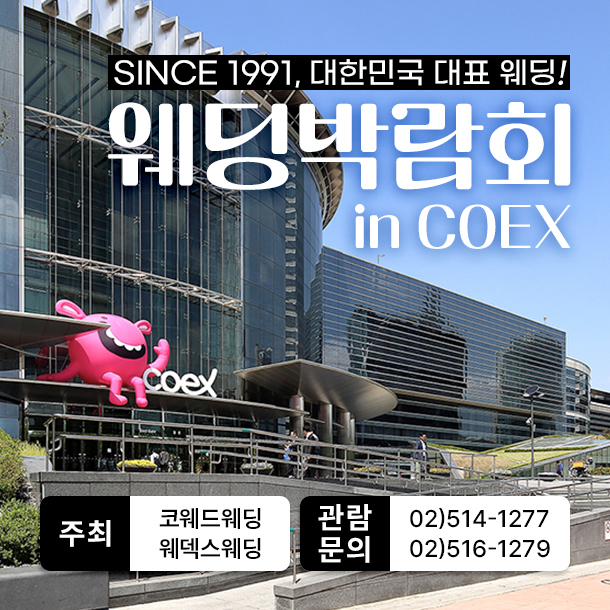 SINCE 1991, 대한민국 대표 웨딩!
웨딩박람회
in COEX
coex
주최
코웨드웨딩
웨덱스웨딩
관람
문의
02)514-1277
02)516-1279